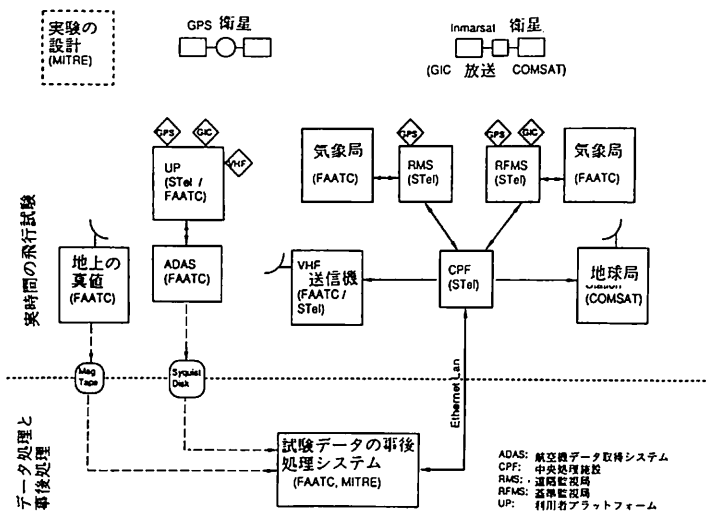 実験の
設計
(MITRE)
GPS 衛星
Inmarsat 衛星
(GIC 放送 COMSAT)
実時間の飛行試験
GPS
GIC
VHF
UP
(STel /
FAATC)
気象局
(FAATC)
GPS
RMS
(STel)
GPS
GIC
RFMS
(STel)
気象局
(FAATC)
地上の
真値
(FAATC)
ADAS
(FAATC)
VHF
送信機
(FAATC /
STel)
CPF
(STel)
地球局
(COMSAT)
Mag
Tape
Syquist
Disk
Ethernet Lan
データ処理と
事後処理
試験データの事後
処理システム
(FAATC, MITRE)
ADAS: 航空機データ取得システム
CPF: 中央処理施設
RMS: 遠隔監視局
RFMS: 基準監視局
UP: 利用者プラットフォーム